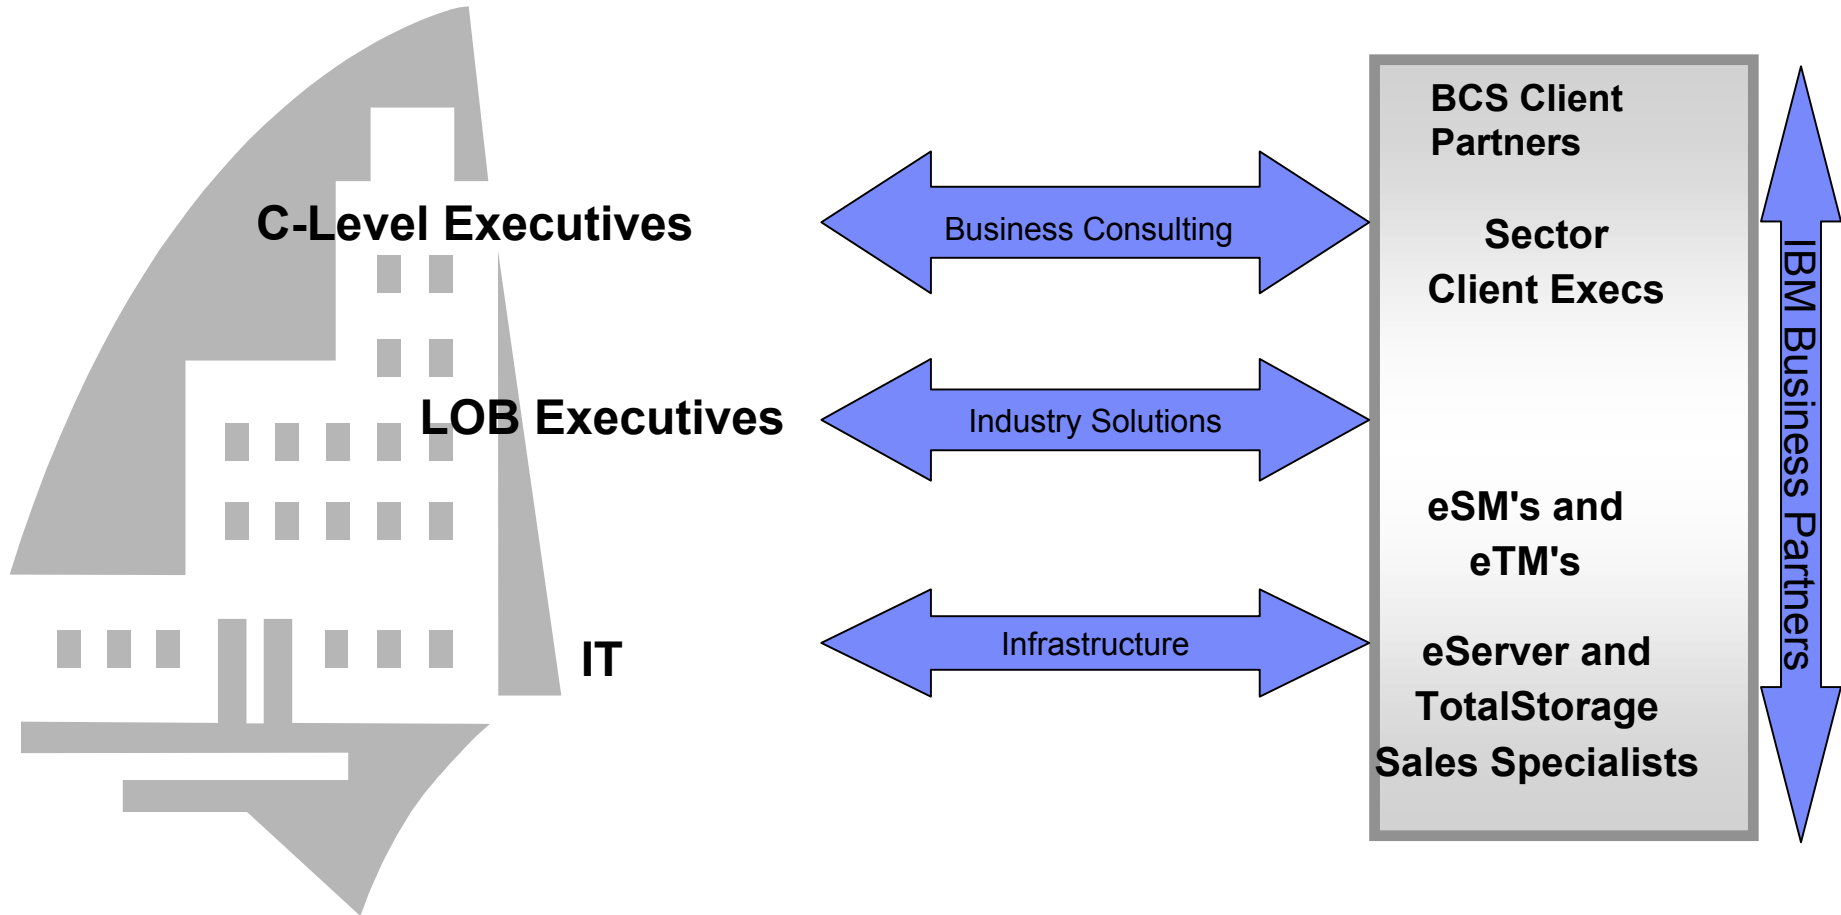 C-Level Executives
LOB Executives
IT
Business Consulting
Industry Solutions
Infrastructure
BCS Client
Partners
Sector
Client Execs
eSM's and
eTM's
eServer and
TotalStorage
Sales Specialists
IBM Business Partners